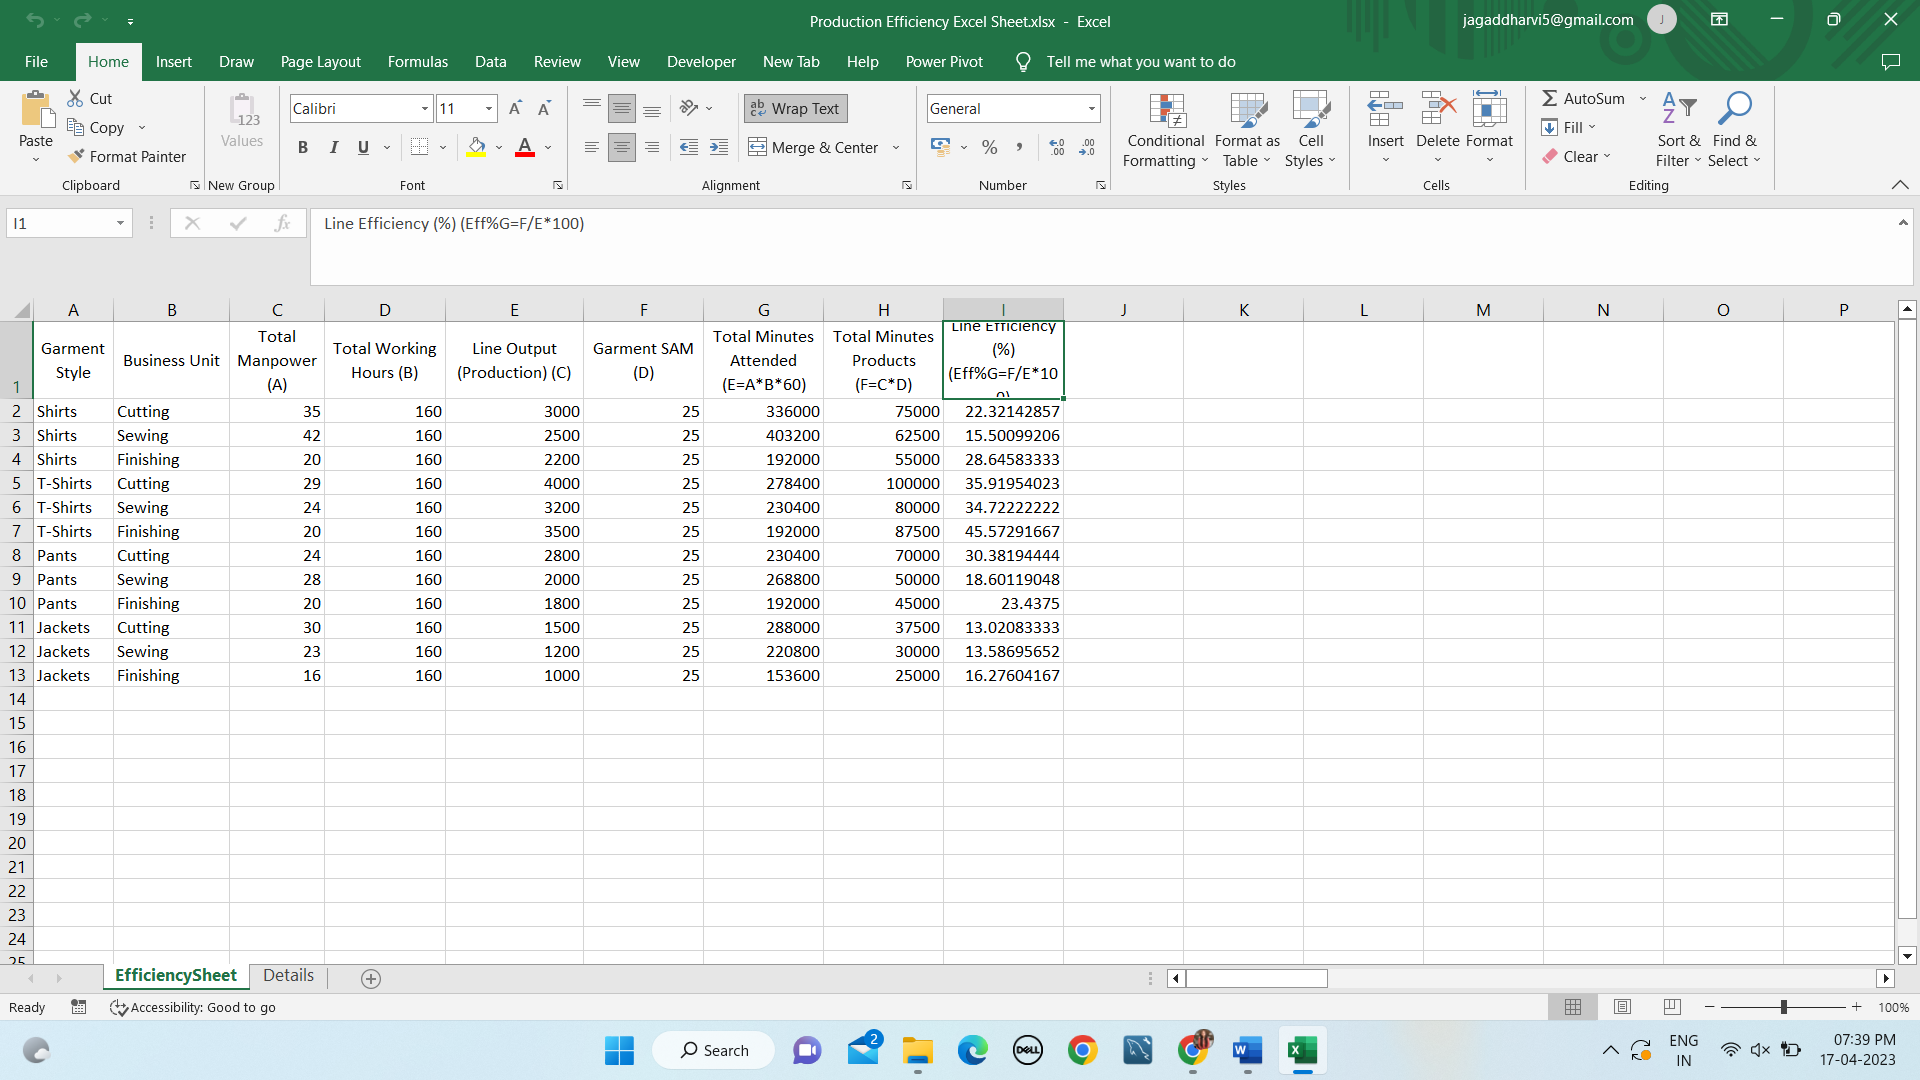 Production Efficiency Excel Sheet.xlsx - Excel
jagaddharvi5@gmail.com J
File Home Insert Draw Page Layout Formulas Data Review View Developer New Tab Help Power Pivot Tell me what you want to do
Paste
Cut
Copy
Format Painter
Clipboard
123
Values
New Group
Calibri 11 A A
B I U A
Font
ab Wrap Text
Merge & Center
Alignment
General
% ,
Number
Conditional Formatting
Format as Table
Cell Styles
Styles
Insert Delete Format
Cells
AutoSum
Fill
Clear
Sort & Filter
Find & Select
Editing
I1 fx Line Efficiency (%) (Eff%G=F/E*100)
A B C D E F G H I J K L M N O P
1 Garment Style Business Unit Total Manpower (A) Total Working Hours (B) Line Output (Production) (C) Garment SAM (D) Total Minutes Attended (E=A*B*60) Total Minutes Products (F=C*D) Line Efficiency (%) (Eff%G=F/E*100)
2 Shirts Cutting 35 160 3000 25 336000 75000 22.32142857
3 Shirts Sewing 42 160 2500 25 403200 62500 15.50099206
4 Shirts Finishing 20 160 2200 25 192000 55000 28.64583333
5 T-Shirts Cutting 29 160 4000 25 278400 100000 35.91954023
6 T-Shirts Sewing 24 160 3200 25 230400 80000 34.72222222
7 T-Shirts Finishing 20 160 3500 25 192000 87500 45.57291667
8 Pants Cutting 24 160 2800 25 230400 70000 30.38194444
9 Pants Sewing 28 160 2000 25 268800 50000 18.60119048
10 Pants Finishing 20 160 1800 25 192000 45000 23.4375
11 Jackets Cutting 30 160 1500 25 288000 37500 13.02083333
12 Jackets Sewing 23 160 1200 25 220800 30000 13.58695652
13 Jackets Finishing 16 160 1000 25 153600 25000 16.27604167
14
15
16
17
18
19
20
21
22
23
24
25
EfficiencySheet Details
Ready Accessibility: Good to go 100%
Search 2 DELL W X ENG IN 07:39 PM 17-04-2023